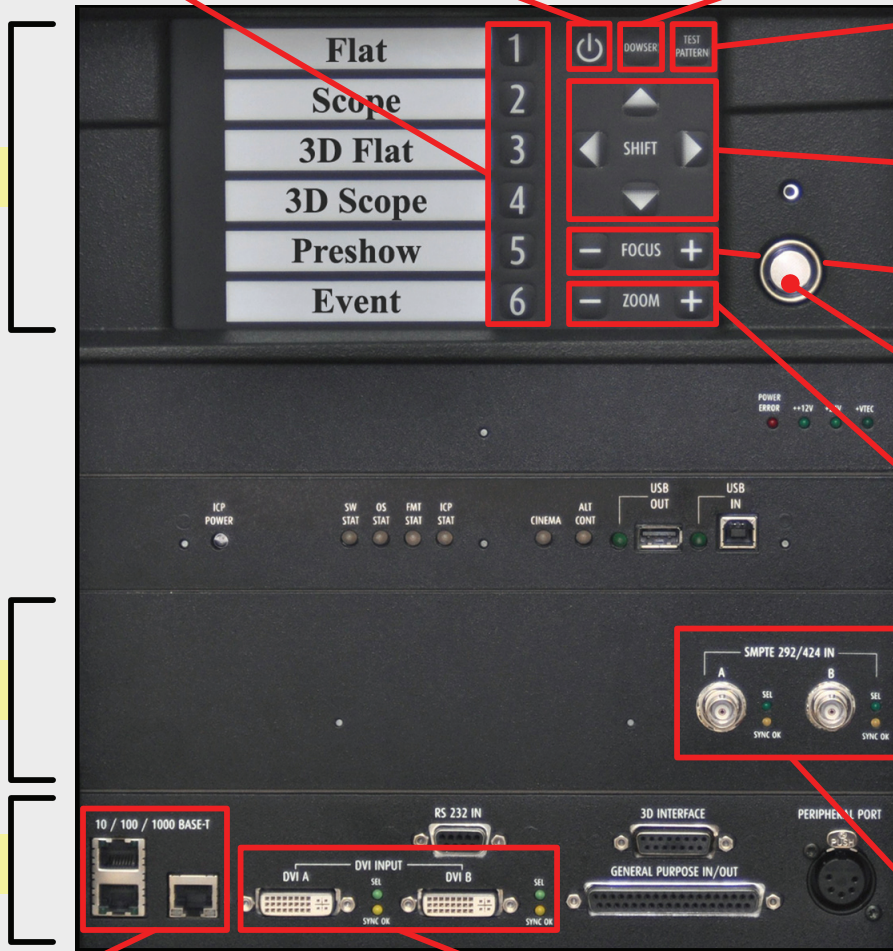 Flat
Scope
3D Flat
3D Scope
Preshow
Event
1
2
3
4
5
6
DOWSER
TEST
PATTERN
SHIFT
− FOCUS +
− ZOOM +
POWER
ERROR
++12V
+VTEC
ICP
POWER
SW
STAT
OS
STAT
FMT
STAT
ICP
STAT
CINEMA
ALT
CONT
USB
OUT
USB
IN
SMPTE 292/424 IN
A
B
SEL
SYNC OK
SEL
SYNC OK
10 / 100 / 1000 BASE-T
RS 232 IN
3D INTERFACE
PERIPHERAL PORT
DVI INPUT
DVI A
DVI B
SEL
SYNC OK
SEL
SYNC OK
GENERAL PURPOSE IN/OUT